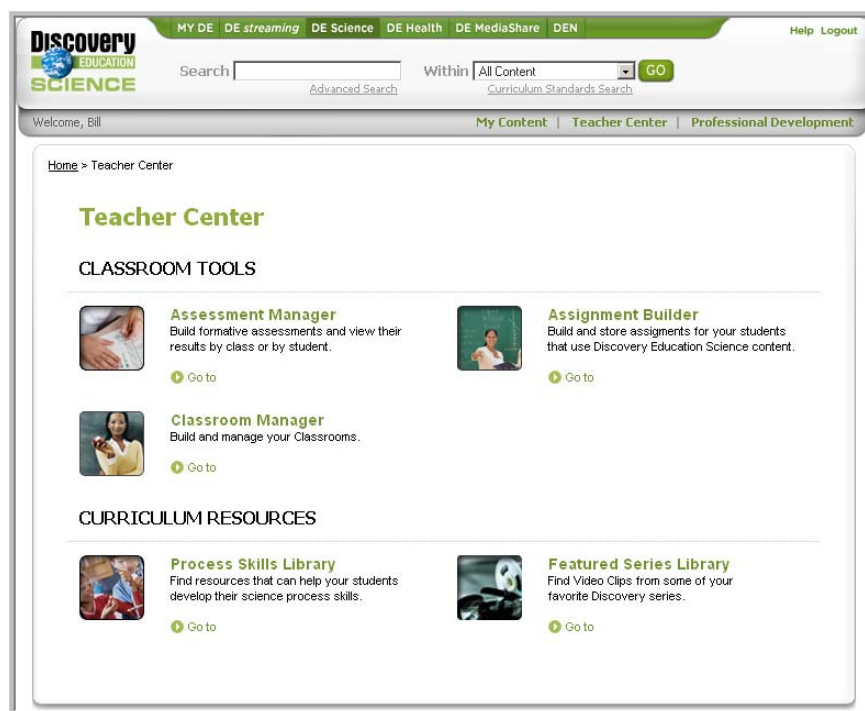 MY DE DE streaming DE Science DE Health DE MediaShare DEN
Help Logout
Discovery
EDUCATION
SCIENCE
Search Within All Content GO
Advanced Search Curriculum Standards Search
Welcome, Bill
My Content | Teacher Center | Professional Development
Home > Teacher Center
Teacher Center
CLASSROOM TOOLS
Assessment Manager
Build formative assessments and view their
results by class or by student.
Go to
Assignment Builder
Build and store assigments for your students
that use Discovery Education Science content.
Go to
Classroom Manager
Build and manage your Classrooms.
Go to
CURRICULUM RESOURCES
Process Skills Library
Find resources that can help your students
develop their science process skills.
Go to
Featured Series Library
Find Video Clips from some of your
favorite Discovery series.
Go to